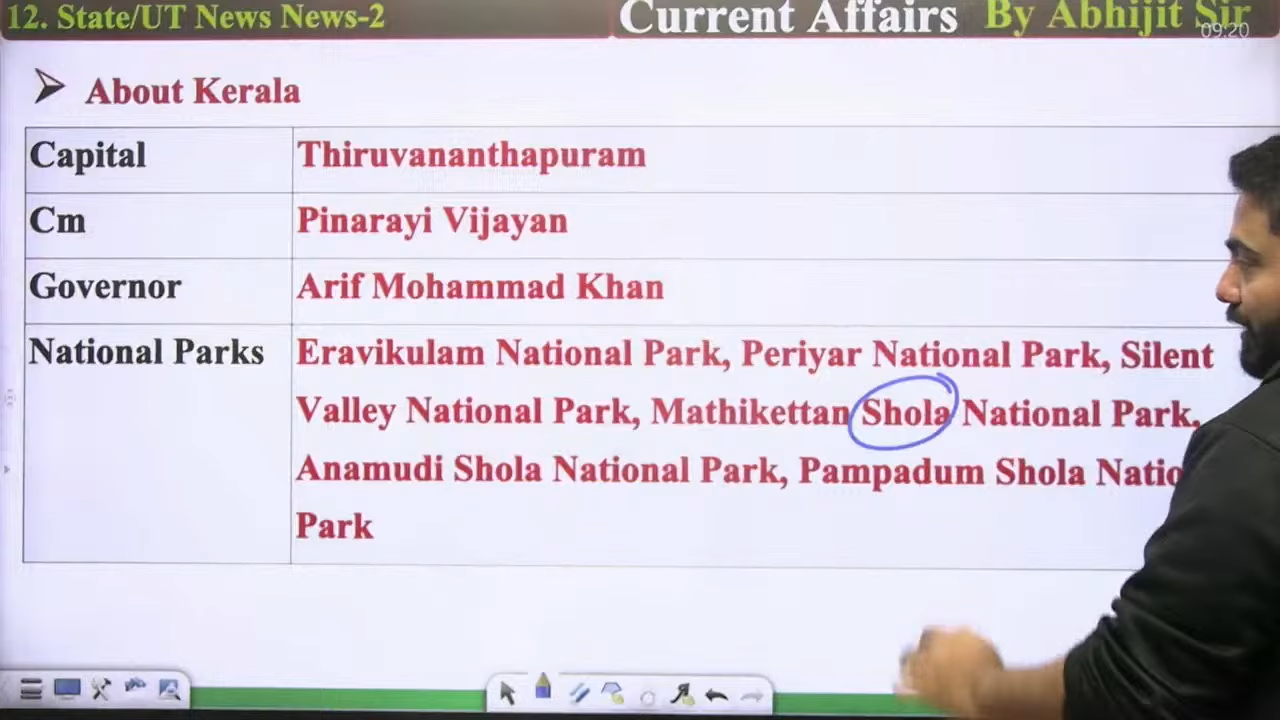 12. State/UT News News-2
Current Affairs
By Abhijit Sir
09:20
About Kerala
Capital
Thiruvananthapuram
Cm
Pinarayi Vijayan
Governor
Arif Mohammad Khan
National Parks
Eravikulam National Park, Periyar National Park, Silent
Valley National Park, Mathikettan Shola National Park,
Anamudi Shola National Park, Pampadum Shola Natio
Park